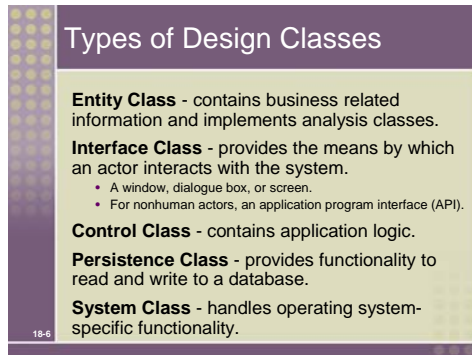 Types of Design Classes
Entity Class - contains business related
information and implements analysis classes.
Interface Class - provides the means by which
an actor interacts with the system.
• A window, dialogue box, or screen.
• For nonhuman actors, an application program interface (API).
Control Class - contains application logic.
Persistence Class - provides functionality to
read and write to a database.
System Class - handles operating system-
specific functionality.
18-6